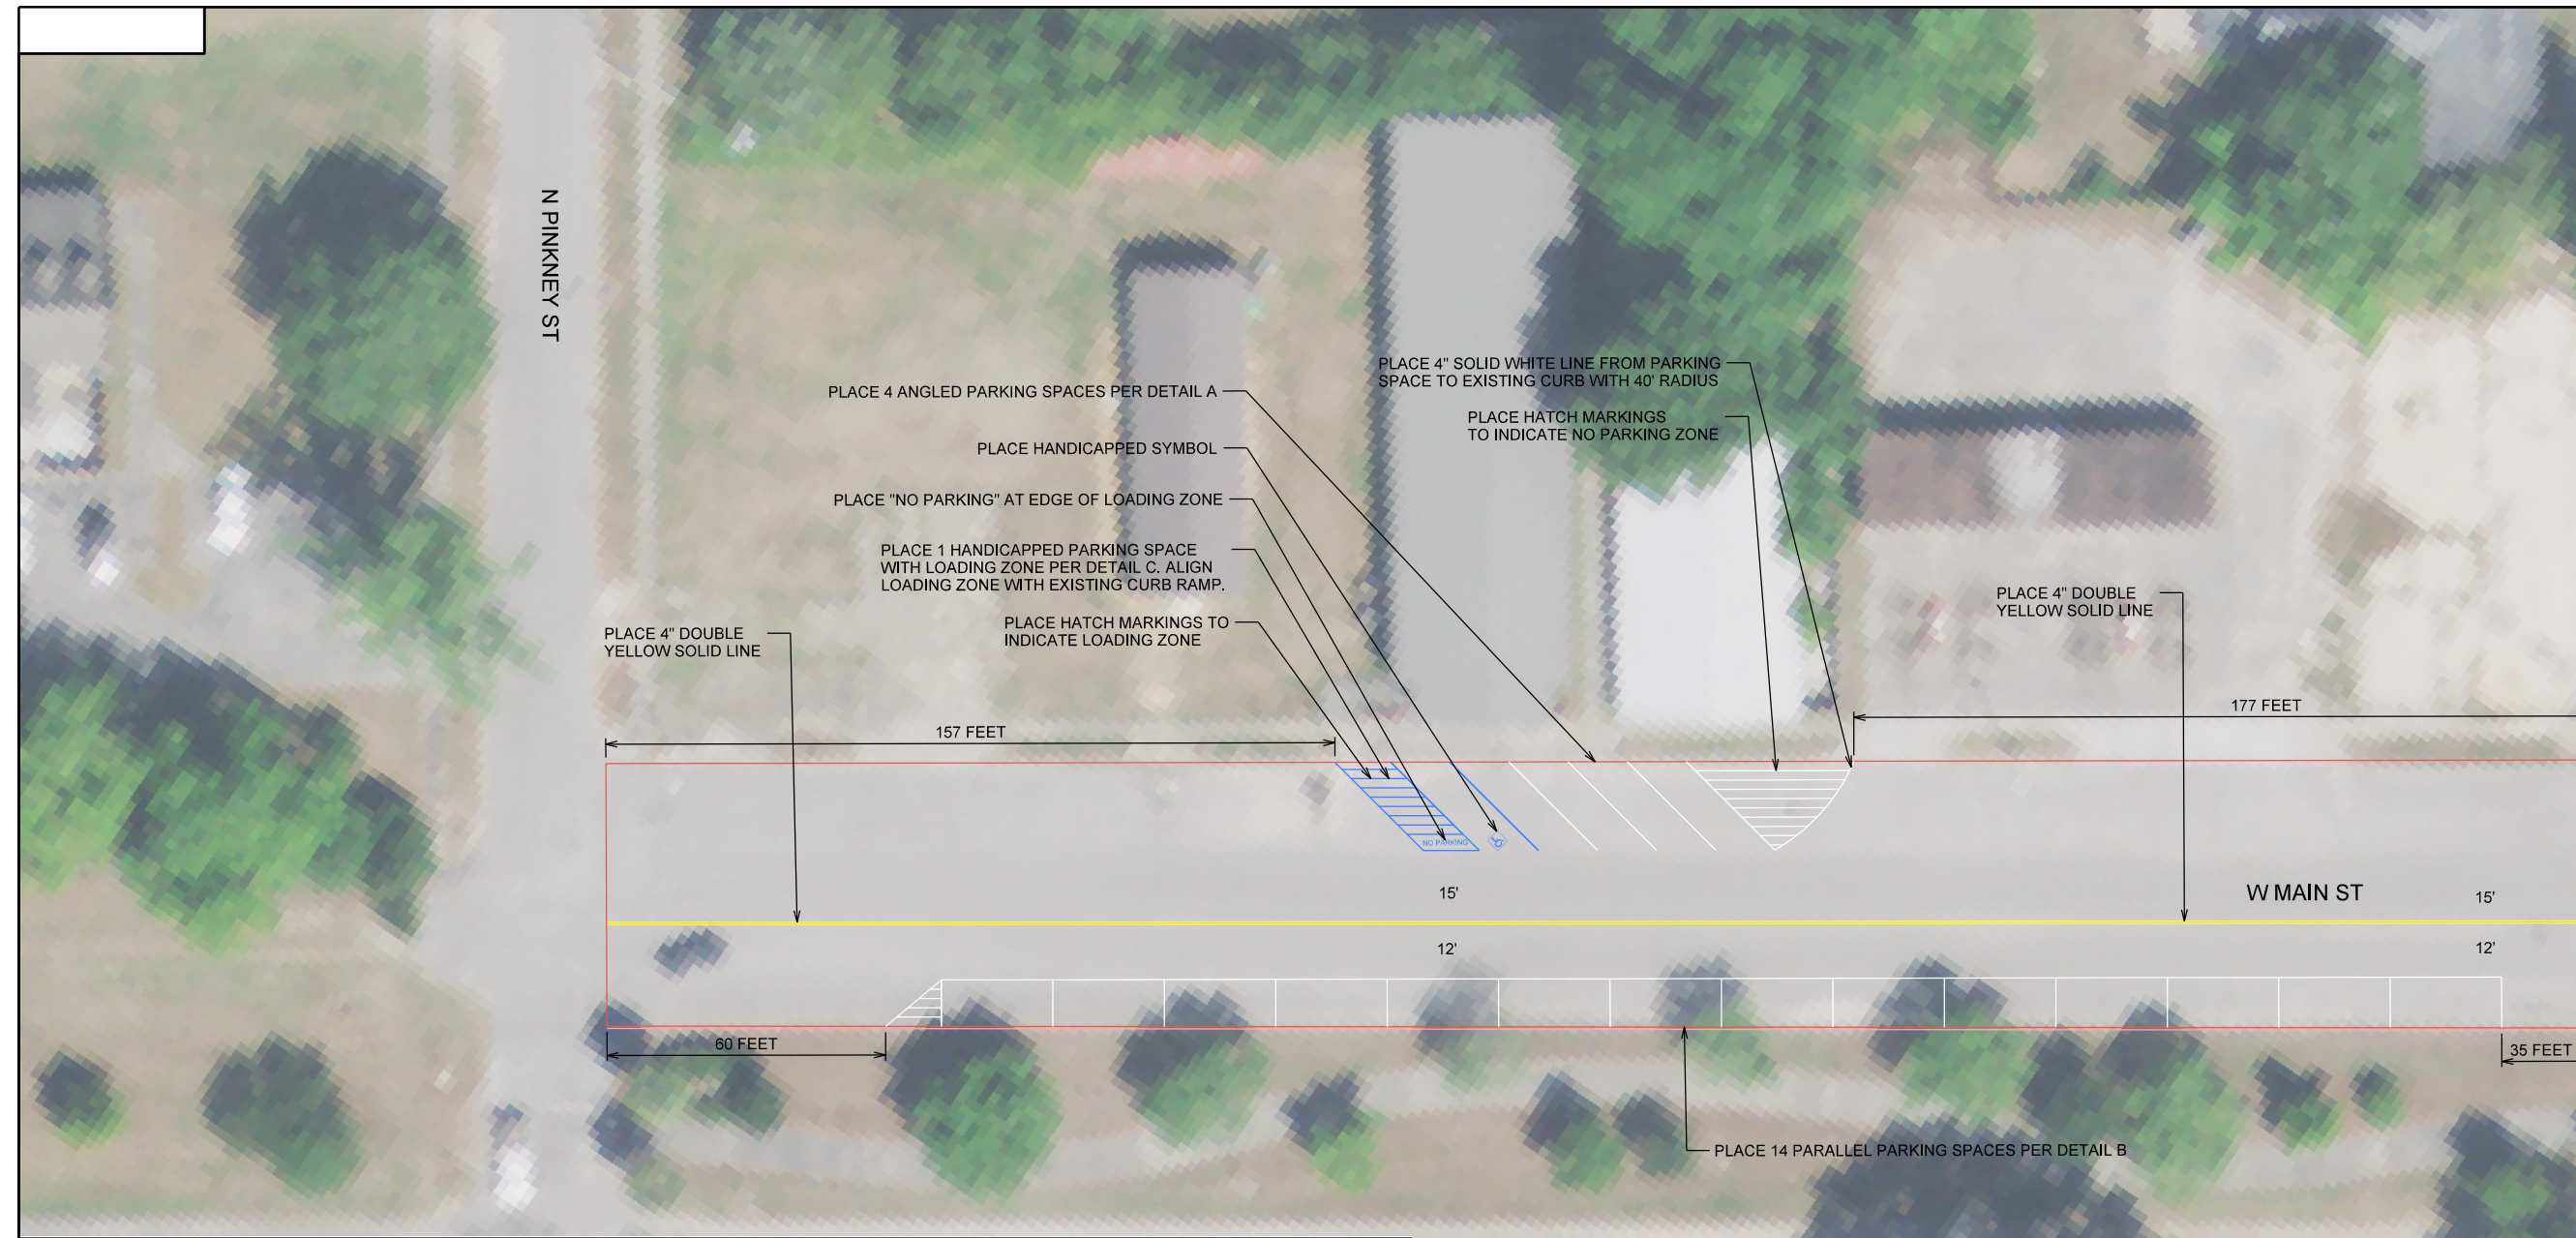 N PINKNEY ST
PLACE 4" SOLID WHITE LINE FROM PARKING
SPACE TO EXISTING CURB WITH 40' RADIUS
PLACE 4 ANGLED PARKING SPACES PER DETAIL A
PLACE HATCH MARKINGS
TO INDICATE NO PARKING ZONE
PLACE HANDICAPPED SYMBOL
PLACE "NO PARKING" AT EDGE OF LOADING ZONE
PLACE 1 HANDICAPPED PARKING SPACE
WITH LOADING ZONE PER DETAIL C. ALIGN
LOADING ZONE WITH EXISTING CURB RAMP.
PLACE 4" DOUBLE
YELLOW SOLID LINE
PLACE HATCH MARKINGS TO
INDICATE LOADING ZONE
PLACE 4" DOUBLE
YELLOW SOLID LINE
177 FEET
157 FEET
NO PARKING
15'
W MAIN ST
15'
12'
12'
60 FEET
35 FEET
PLACE 14 PARALLEL PARKING SPACES PER DETAIL B